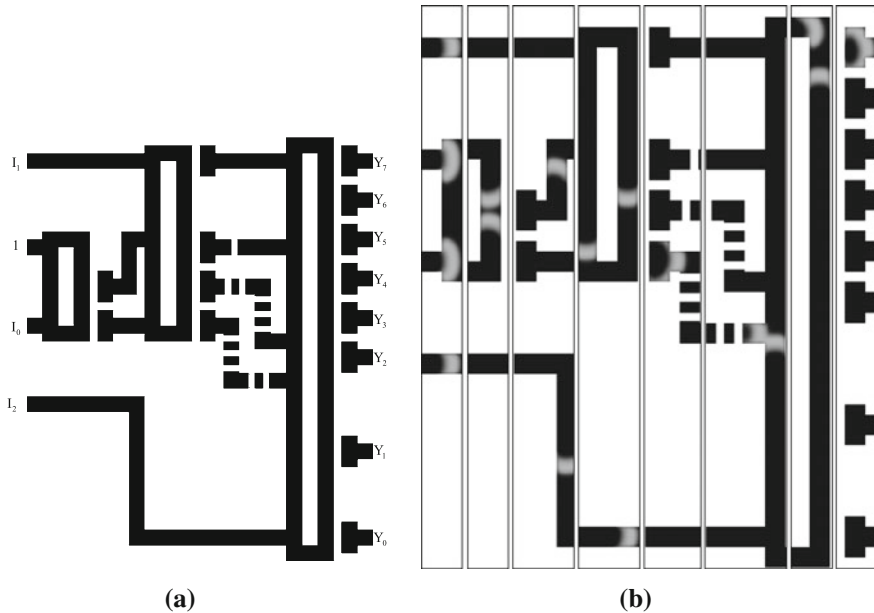 I₁
1
I₀
I₂
Y₇
Y₆
Y₅
Y₄
Y₃
Y₂
Y₁
Y₀
(a)
(b)